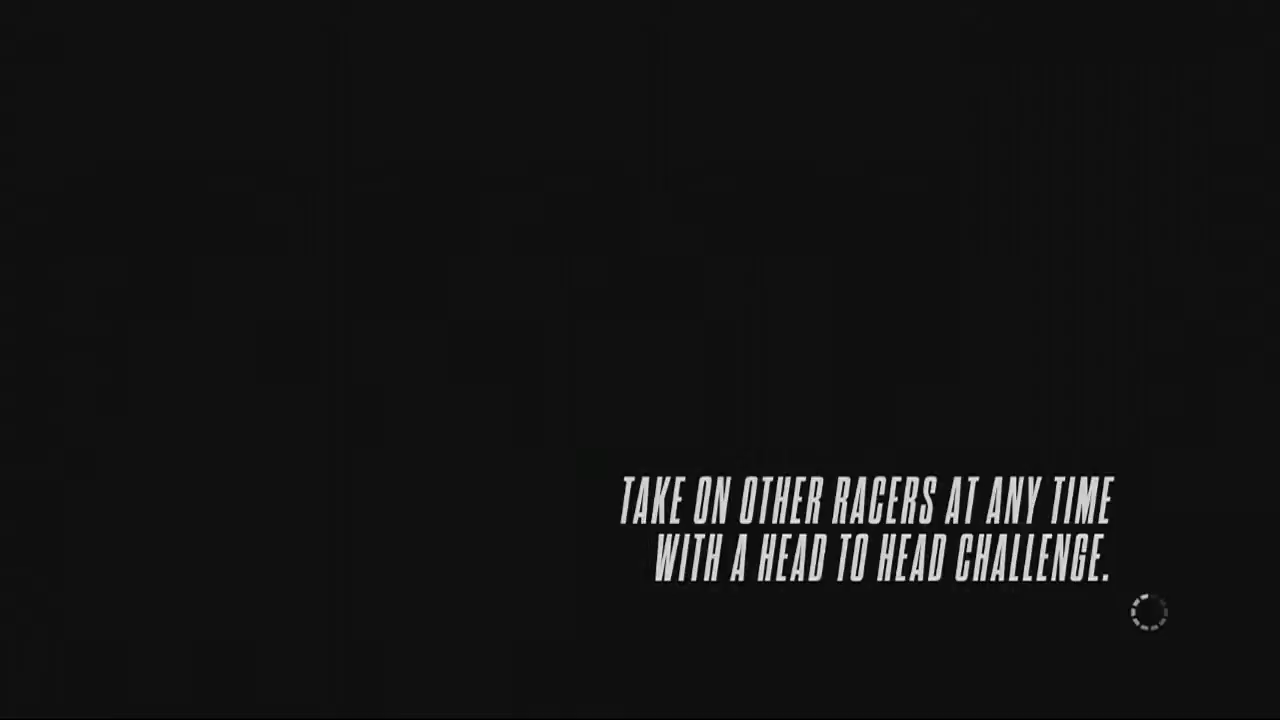 TAKE ON OTHER RACERS AT ANY TIME
WITH A HEAD TO HEAD CHALLENGE.